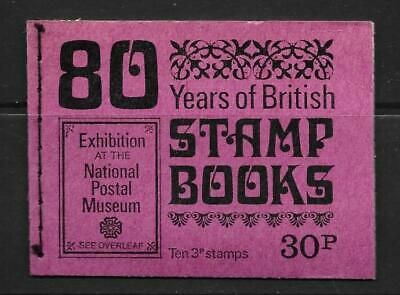 80 Years of British
STAMP
BOOKS
Exhibition
AT THE
National
Postal
Museum
SEE OVERLEAF
Ten 3P stamps
30P